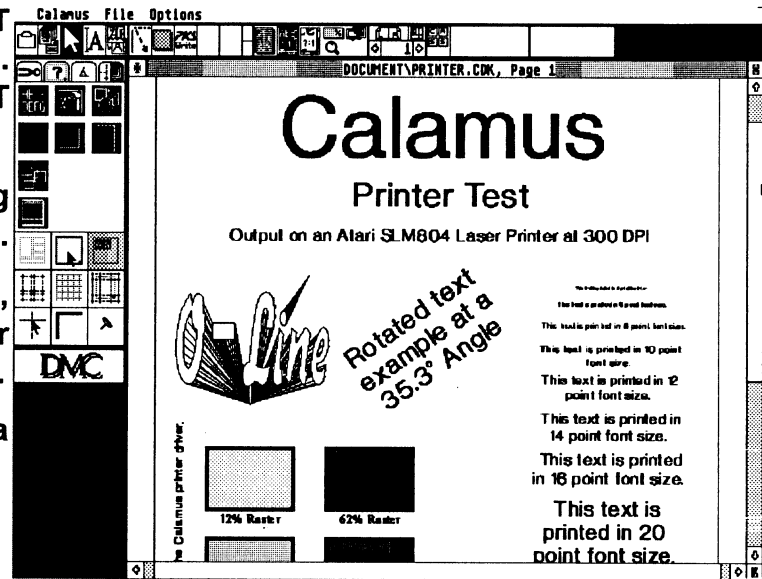 Calamus File Options
DOCUMENT\PRINTER.CDK, Page 1
Calamus
Printer Test
Output on an Atari SLM804 Laser Printer at 300 DPI
Rotated text
example at a
35.3° Angle
This text is printed in 8 point font size.
This text is printed in 10 point
font size.
This text is printed in 12
point font size.
This text is printed in
14 point font size.
This text is printed
in 16 point font size.
This text is
printed in 20
point font size.
Calamus printer driver.
12% Raster
62% Raster
DMC